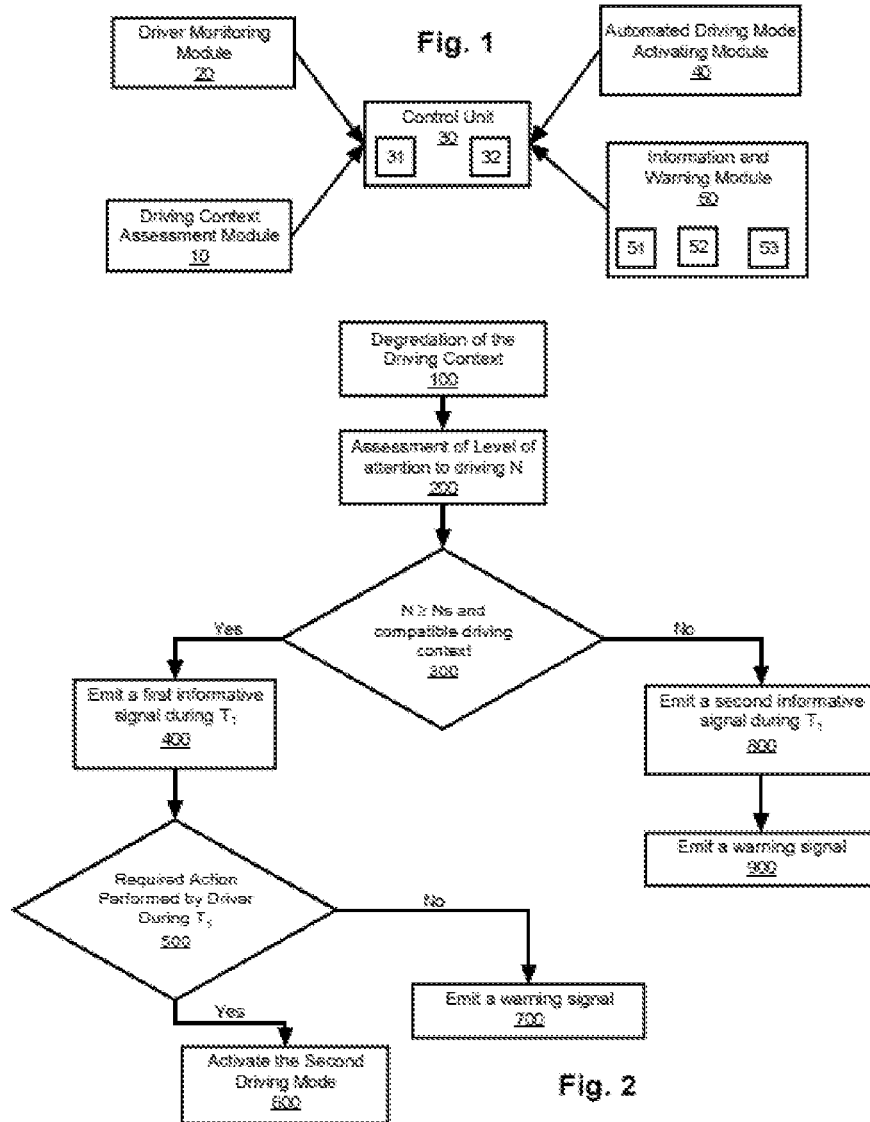 Driver Monitoring
Module
20
Fig. 1
Automated Driving Mode
Activating Module
40
Control Unit
30
31
32
Driving Context
Assessment Module
10
Information and
Warning Module
50
51
52
53
Degredation of the
Driving Context
100
Assessment of Level of
attention to driving N
200
N ≥ Ns and
compatible driving
context
300
Yes
No
Emit a first informative
signal during T₁
400
Emit a second informative
signal during T₁
800
Emit a warning signal
900
Required Action
Performed by Driver
During T₁
500
No
Yes
Emit a warning signal
700
Activate the Second
Driving Mode
600
Fig. 2